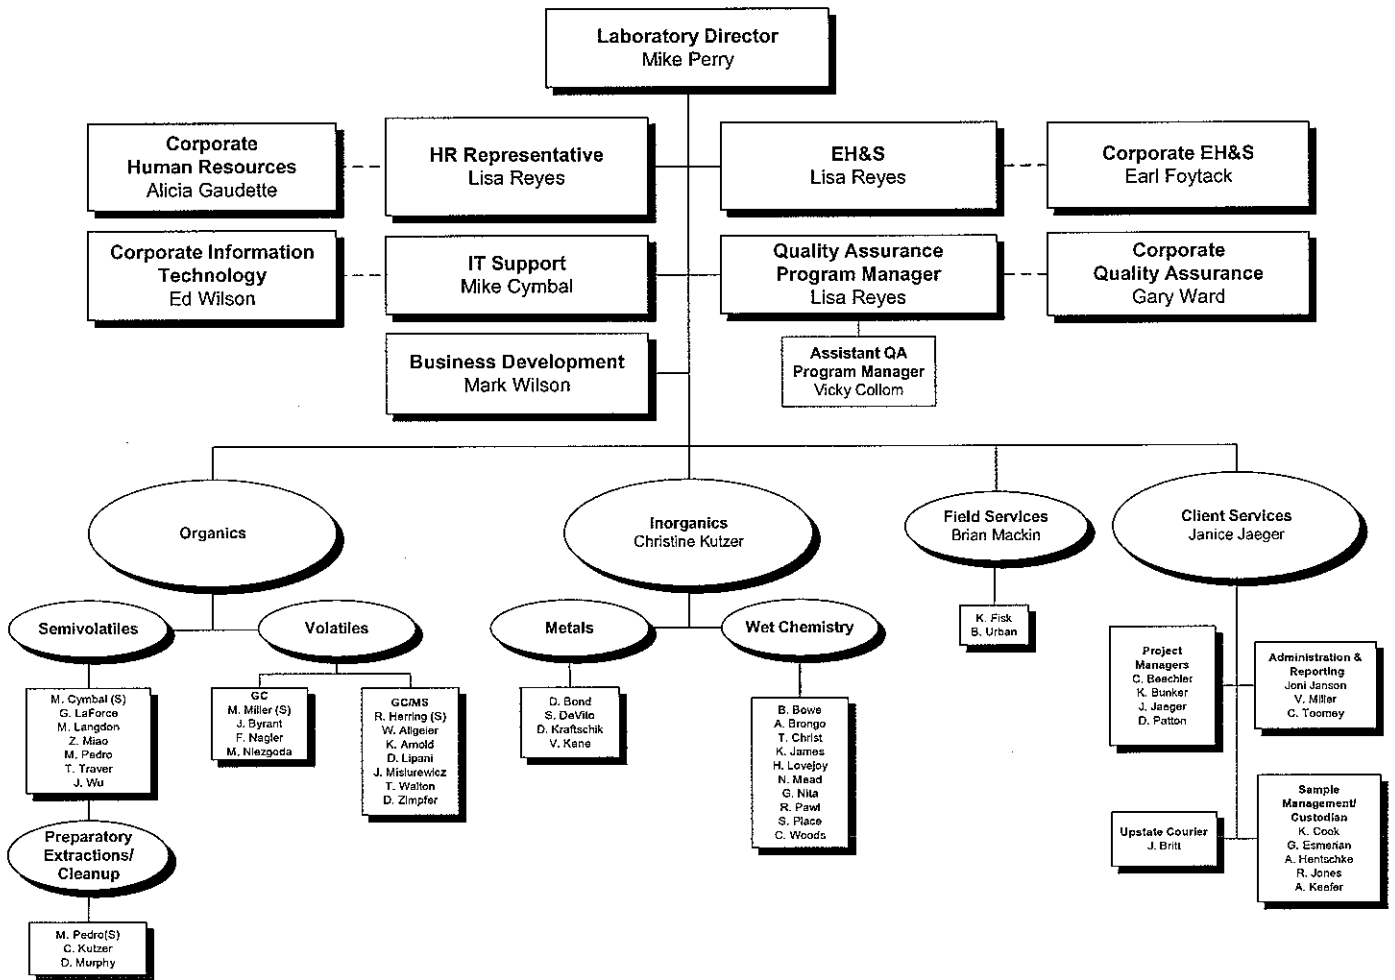 Laboratory Director
Mike Perry
Corporate
Human Resources
Alicia Gaudette
HR Representative
Lisa Reyes
EH&S
Lisa Reyes
Corporate EH&S
Earl Foytack
Corporate Information
Technology
Ed Wilson
IT Support
Mike Cymbal
Quality Assurance
Program Manager
Lisa Reyes
Corporate
Quality Assurance
Gary Ward
Business Development
Mark Wilson
Assistant QA
Program Manager
Vicky Collom
Organics
Inorganics
Christine Kutzer
Field Services
Brian Mackin
Client Services
Janice Jaeger
Semivolatiles
Volatiles
Metals
Wet Chemistry
K. Fisk
B. Urban
M. Cymbal (S)
G. LaForce
M. Langdon
Z. Miao
M. Pedro
T. Traver
J. Wu
GC
M. Miller (S)
J. Byrant
F. Nagler
M. Niezgoda
GC/MS
R. Herring (S)
W. Allgeier
K. Arnold
D. Lipani
J. Misiurewicz
T. Walton
D. Zimpfer
D. Bond
S. DeVito
D. Kraftschik
V. Kane
B. Bowe
A. Brongo
T. Christ
K. James
H. Lovejoy
N. Mead
G. Nita
R. Pawl
S. Place
C. Woods
Project
Managers
C. Beechler
K. Bunker
J. Jaeger
D. Patton
Administration &
Reporting
Joni Janson
V. Miller
C. Toomey
Preparatory
Extractions/
Cleanup
M. Pedro(S)
C. Kutzer
D. Murphy
Upstate Courier
J. Britt
Sample
Management/
Custodian
K. Cook
G. Esmerian
A. Hentschke
R. Jones
A. Keefer